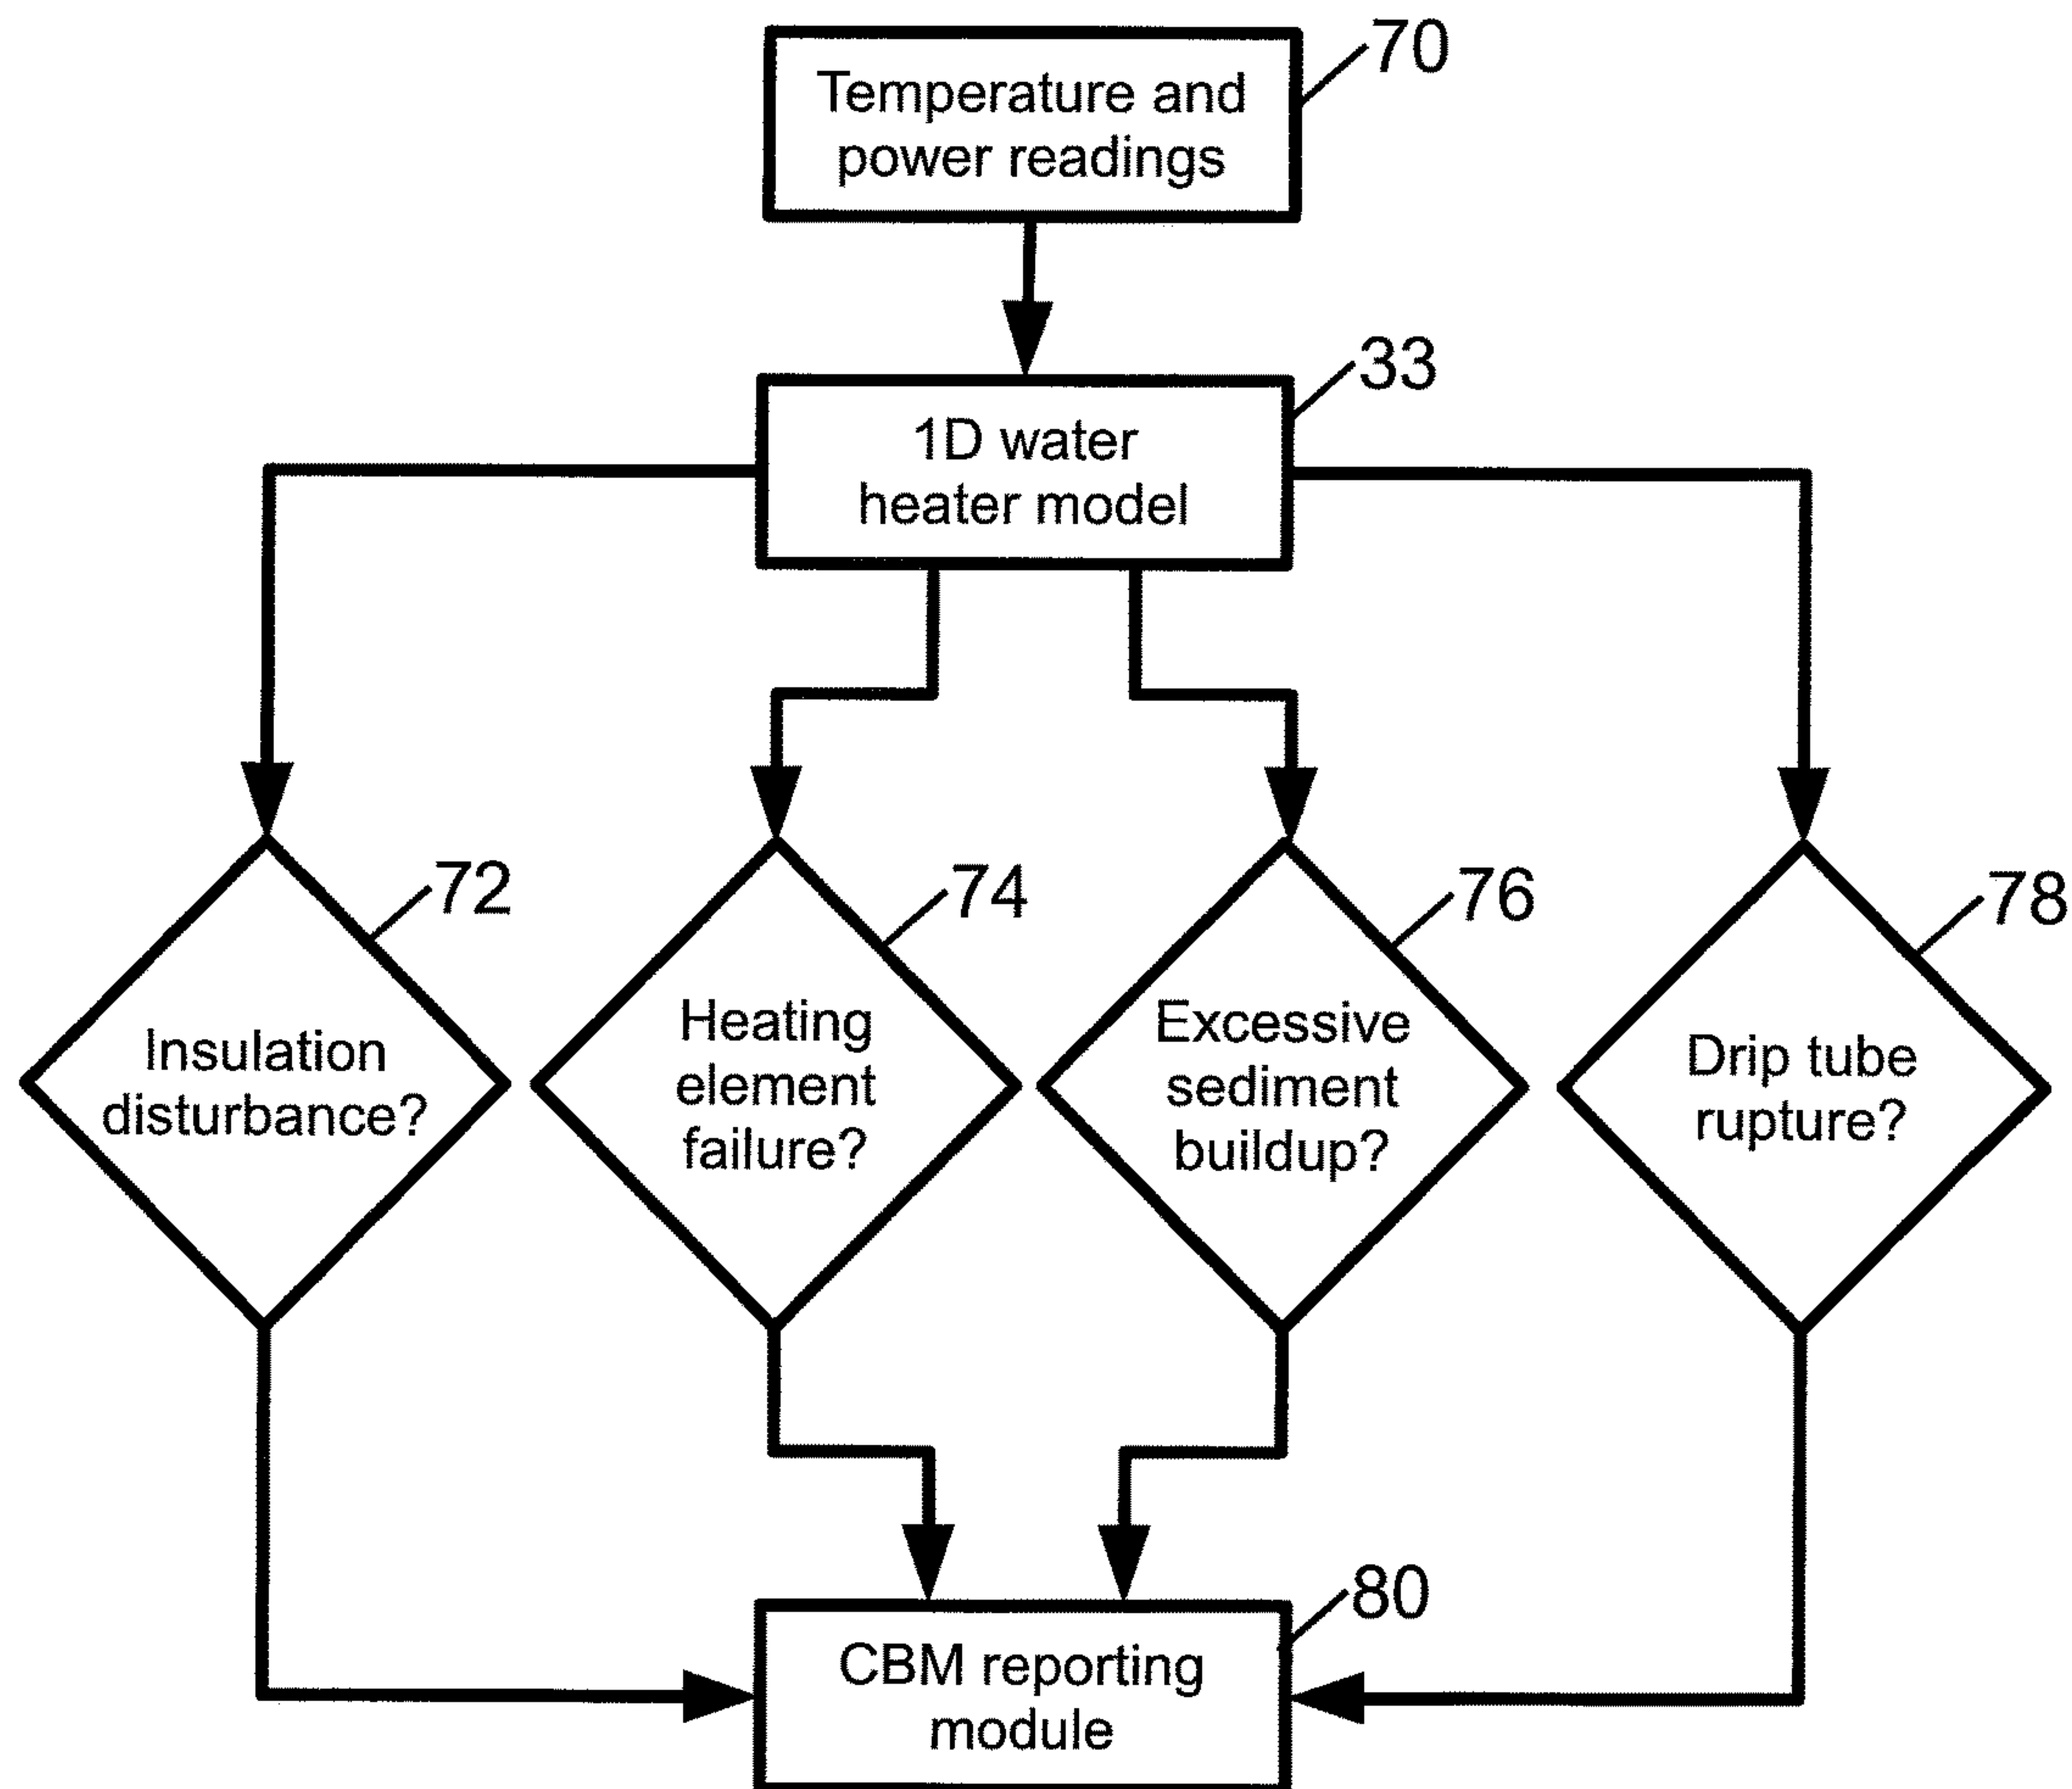 70
Temperature and
power readings
33
1D water
heater model
72
Insulation
disturbance?
74
Heating
element
failure?
76
Excessive
sediment
buildup?
78
Drip tube
rupture?
80
CBM reporting
module